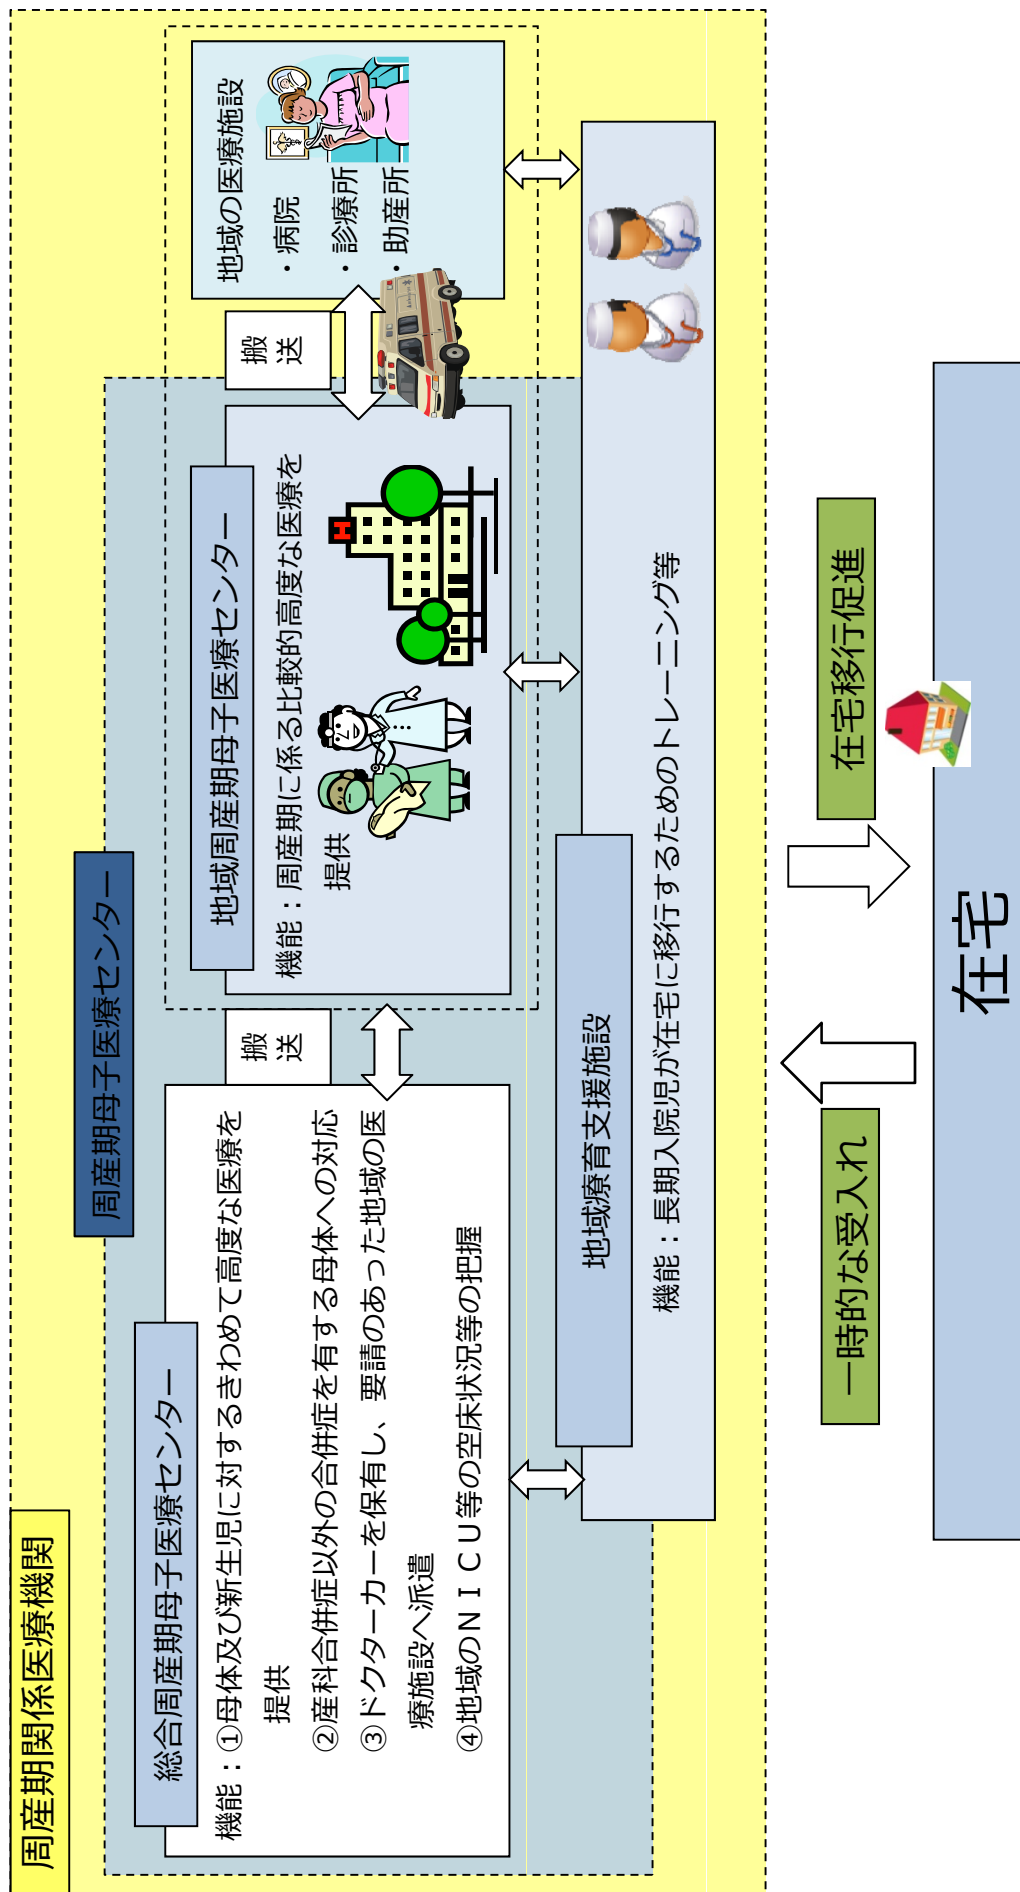 周産期関係医療機関
周産期母子医療センター
総合周産期母子医療センター
機能：①母体及び新生児に対するきわめて高度な医療を
提供
②産科合併症以外の合併症を有する母体への対応
③ドクターカーを保有し、要請のあった地域の医
療施設へ派遣
④地域のＮＩＣＵ等の空床状況等の把握
搬
送
地域周産期母子医療センター
機能：周産期に係る比較的高度な医療を
提供
H
搬
送
地域の医療施設
・病院
・診療所
・助産所
地域療育支援施設
機能：長期入院児が在宅に移行するためのトレーニング等
一時的な受入れ
在宅移行促進
在宅